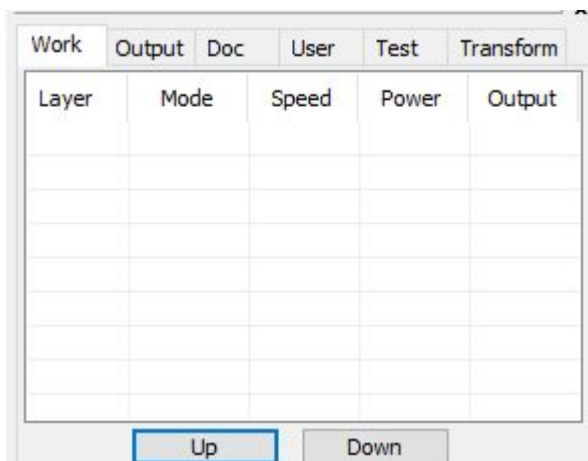 Work Output Doc User Test Transform
Layer Mode Speed Power Output
Up Down